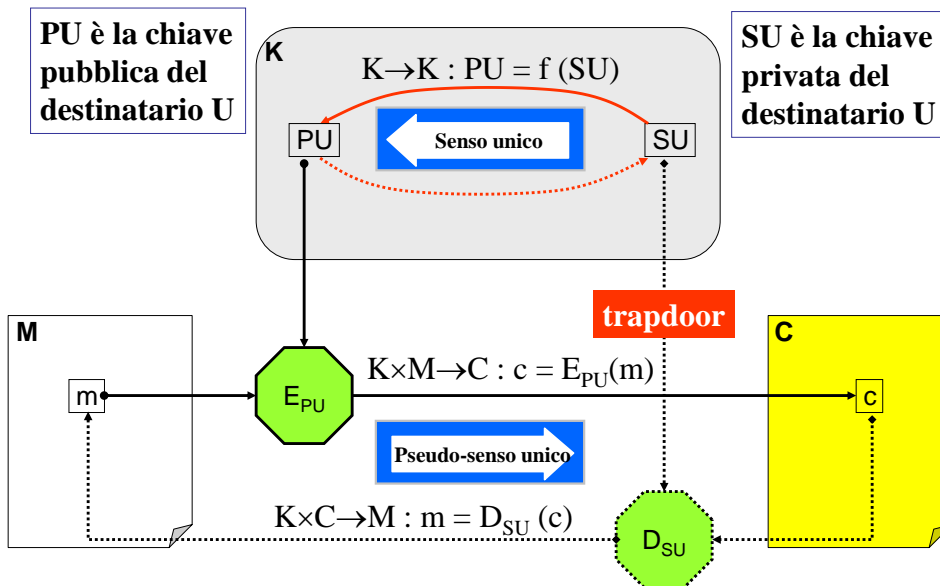 PU è la chiave
pubblica del
destinatario U
K
K→K : PU = f (SU)
SU è la chiave
privata del
destinatario U
PU
Senso unico
SU
trapdoor
M
C
K×M→C : c = E_PU(m)
m
E_PU
c
Pseudo-senso unico
K×C→M : m = D_SU (c)
D_SU